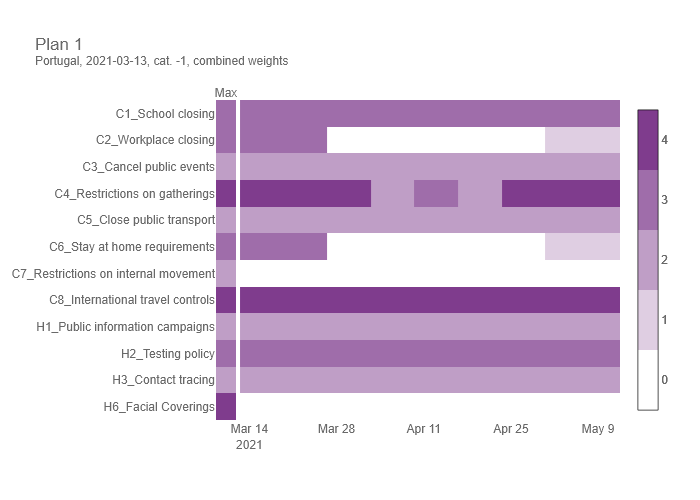 Plan 1
Portugal, 2021-03-13, cat. -1, combined weights
Max
C1_School closing
C2_Workplace closing
C3_Cancel public events
C4_Restrictions on gatherings
C5_Close public transport
C6_Stay at home requirements
C7_Restrictions on internal movement
C8_International travel controls
H1_Public information campaigns
H2_Testing policy
H3_Contact tracing
H6_Facial Coverings
Mar 14 Mar 28 Apr 11 Apr 25 May 9
2021
4
3
2
1
0